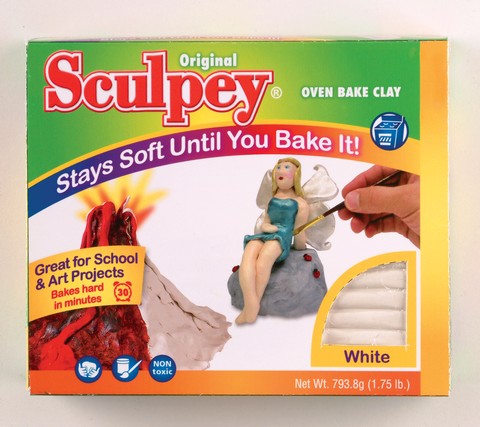 Original
Sculpey®
OVEN BAKE CLAY
Stays Soft Until You Bake It!
Great for School
& Art Projects
Bakes hard
in minutes
30
NON
toxic
White
Net Wt. 793.8g (1.75 lb.)